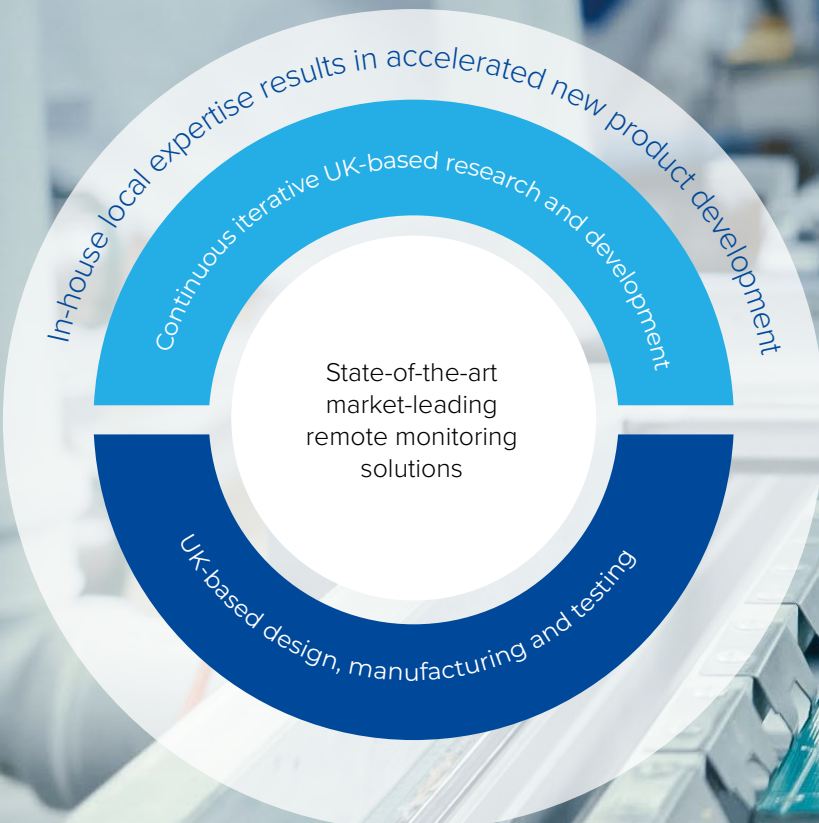 In-house local expertise results in accelerated new product development
Continuous iterative UK-based research and development
State-of-the-art
market-leading
remote monitoring
solutions
UK-based design, manufacturing and testing